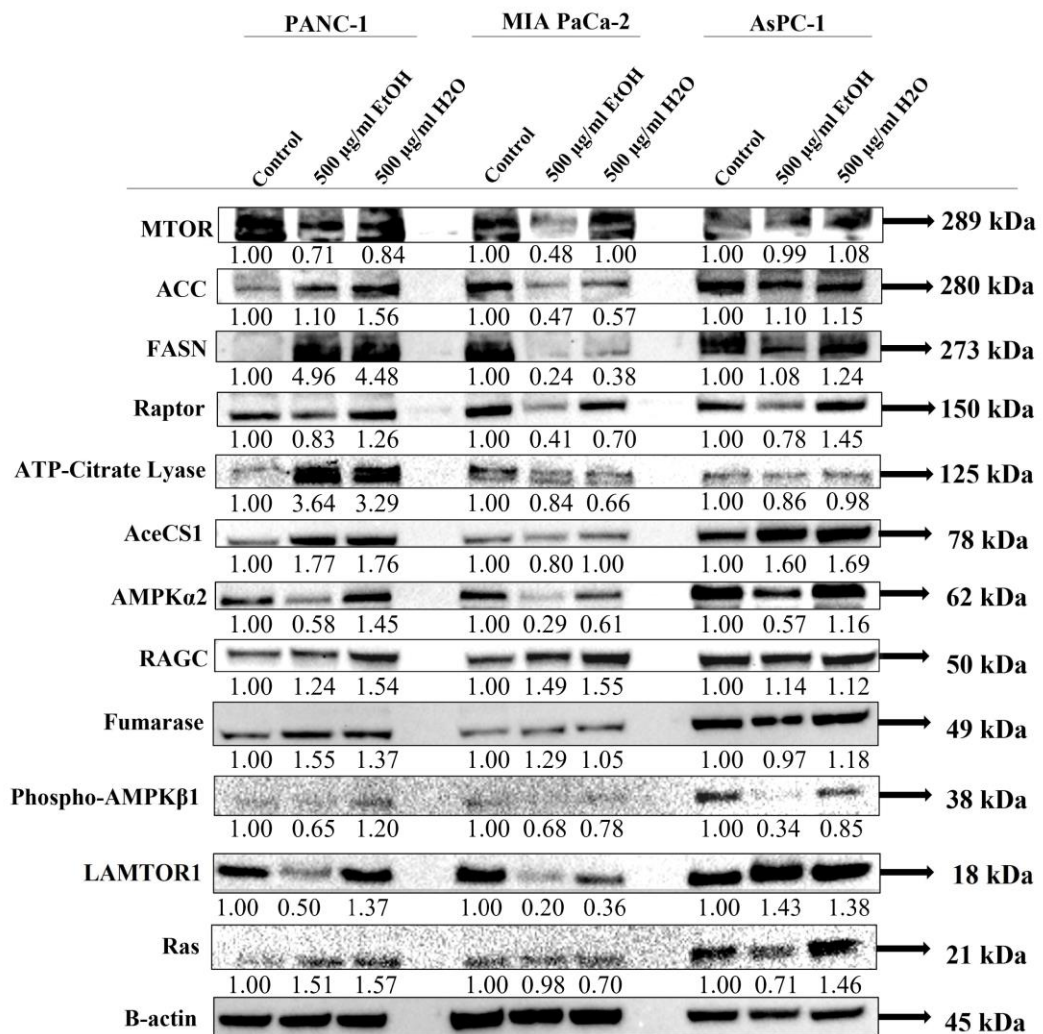 PANC-1 MIA PaCa-2 AsPC-1
Control 500 µg/ml EtOH 500 µg/ml H2O Control 500 µg/ml EtOH 500 µg/ml H2O Control 500 µg/ml EtOH 500 µg/ml H2O
MTOR 289 kDa
1.00 0.71 0.84 1.00 0.48 1.00 1.00 0.99 1.08
ACC 280 kDa
1.00 1.10 1.56 1.00 0.47 0.57 1.00 1.10 1.15
FASN 273 kDa
1.00 4.96 4.48 1.00 0.24 0.38 1.00 1.08 1.24
Raptor 150 kDa
1.00 0.83 1.26 1.00 0.41 0.70 1.00 0.78 1.45
ATP-Citrate Lyase 125 kDa
1.00 3.64 3.29 1.00 0.84 0.66 1.00 0.86 0.98
AceCS1 78 kDa
1.00 1.77 1.76 1.00 0.80 1.00 1.00 1.60 1.69
AMPKα2 62 kDa
1.00 0.58 1.45 1.00 0.29 0.61 1.00 0.57 1.16
RAGC 50 kDa
1.00 1.24 1.54 1.00 1.49 1.55 1.00 1.14 1.12
Fumarase 49 kDa
1.00 1.55 1.37 1.00 1.29 1.05 1.00 0.97 1.18
Phospho-AMPKβ1 38 kDa
1.00 0.65 1.20 1.00 0.68 0.78 1.00 0.34 0.85
LAMTOR1 18 kDa
1.00 0.50 1.37 1.00 0.20 0.36 1.00 1.43 1.38
Ras 21 kDa
1.00 1.51 1.57 1.00 0.98 0.70 1.00 0.71 1.46
B-actin 45 kDa